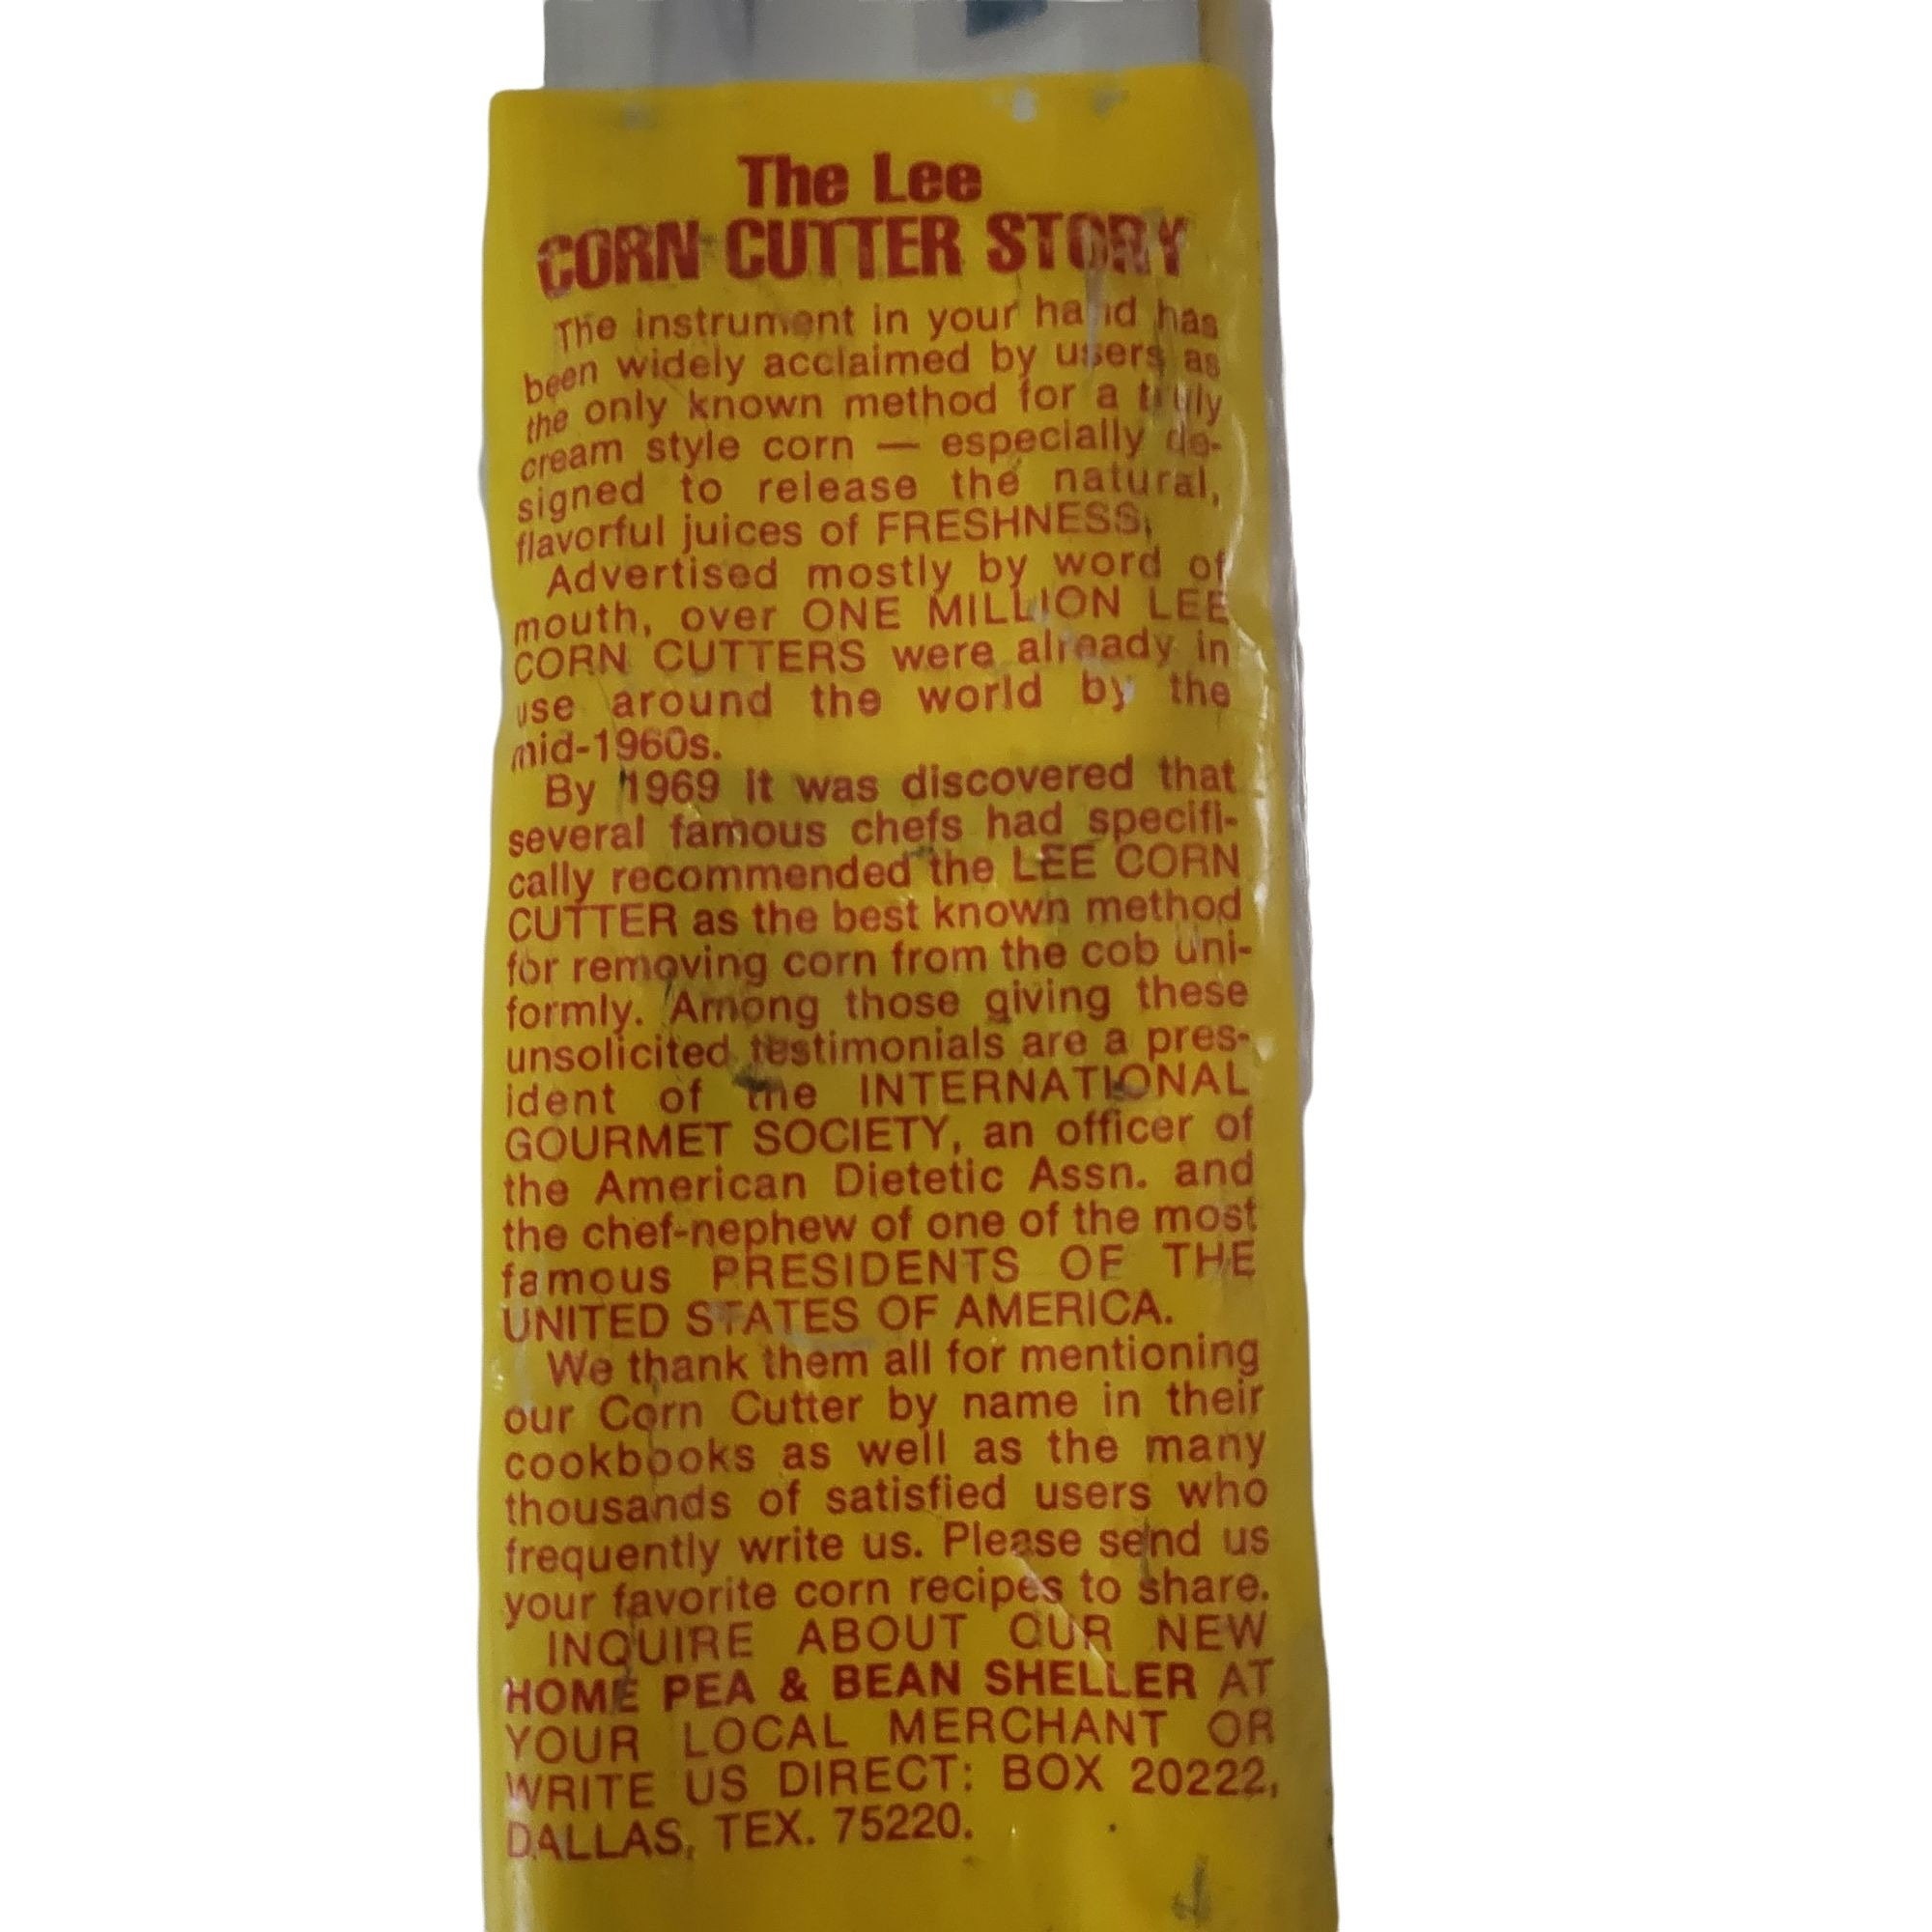 The Lee
CORN CUTTER STORY
The instrument in your hand has
been widely acclaimed by users as
the only known method for a truly
cream style corn — especially de-
signed to release the natural,
flavorful juices of FRESHNESS.
Advertised mostly by word of
mouth, over ONE MILLION LEE
CORN CUTTERS were already in
use around the world by the
mid-1960s.
By 1969 it was discovered that
several famous chefs had specifi-
cally recommended the LEE CORN
CUTTER as the best known method
for removing corn from the cob uni-
formly. Among those giving these
unsolicited testimonials are a pres-
ident of the INTERNATIONAL
GOURMET SOCIETY, an officer of
the American Dietetic Assn. and
the chef-nephew of one of the most
famous PRESIDENTS OF THE
UNITED STATES OF AMERICA.
We thank them all for mentioning
our Corn Cutter by name in their
cookbooks as well as the many
thousands of satisfied users who
frequently write us. Please send us
your favorite corn recipes to share.
INQUIRE ABOUT OUR NEW
HOME PEA & BEAN SHELLER AT
YOUR LOCAL MERCHANT OR
WRITE US DIRECT: BOX 20222,
DALLAS, TEX. 75220.